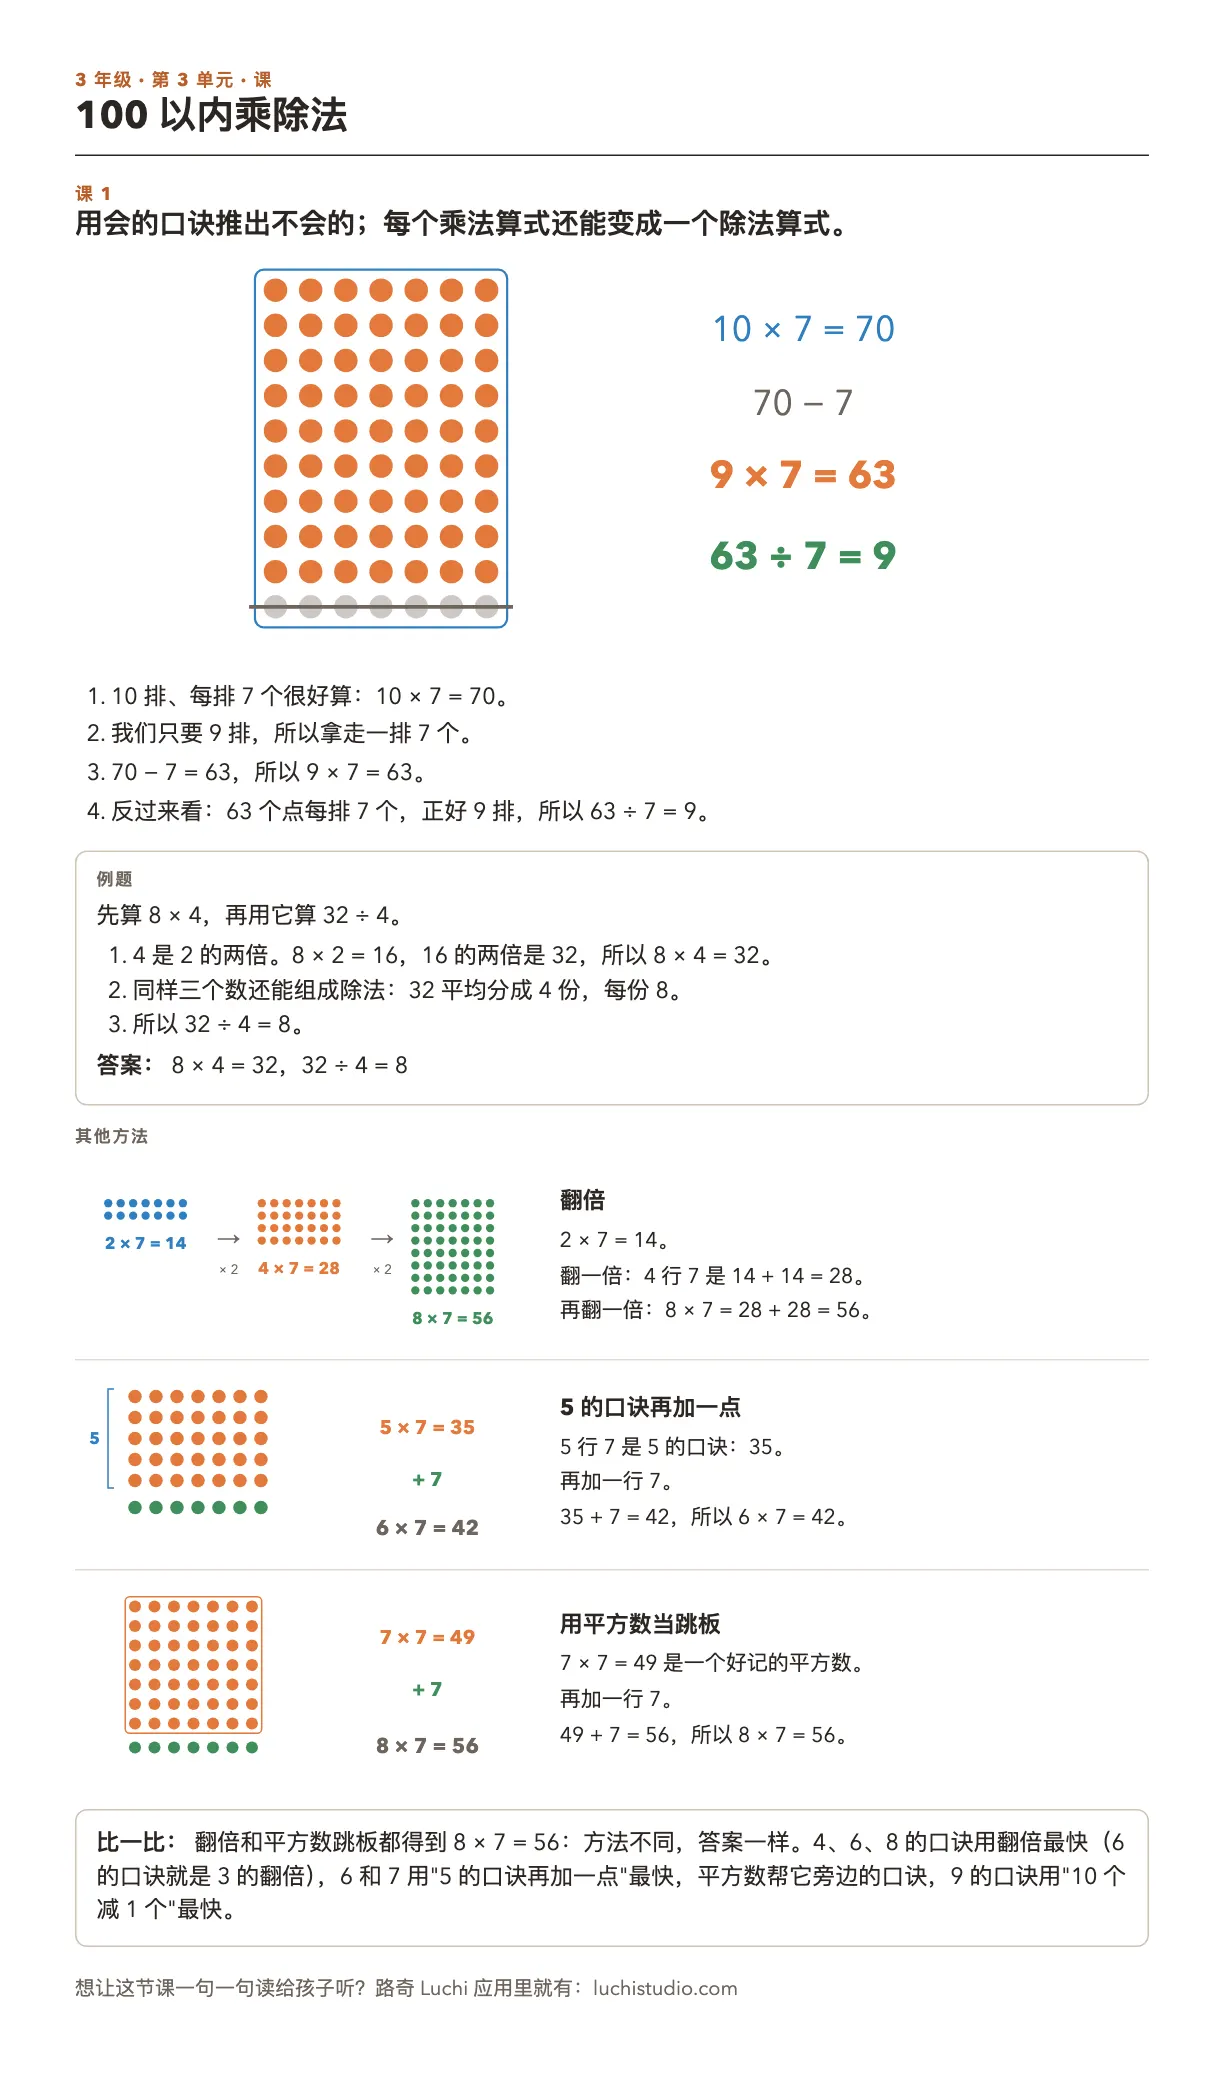 3 年级 · 第 3 单元 · 课
100 以内乘除法
课 1
用会的口诀推出不会的；每个乘法算式还能变成一个除法算式。
10 × 7 = 70
70 − 7
9 × 7 = 63
63 ÷ 7 = 9
1. 10 排、每排 7 个很好算：10 × 7 = 70。
2. 我们只要 9 排，所以拿走一排 7 个。
3. 70 − 7 = 63，所以 9 × 7 = 63。
4. 反过来看：63 个点每排 7 个，正好 9 排，所以 63 ÷ 7 = 9。
例题
先算 8 × 4，再用它算 32 ÷ 4。
1. 4 是 2 的两倍。8 × 2 = 16，16 的两倍是 32，所以 8 × 4 = 32。
2. 同样三个数还能组成除法：32 平均分成 4 份，每份 8。
3. 所以 32 ÷ 4 = 8。
答案： 8 × 4 = 32，32 ÷ 4 = 8
其他方法
2 × 7 = 14
→
× 2
4 × 7 = 28
→
× 2
8 × 7 = 56
翻倍
2 × 7 = 14。
翻一倍：4 行 7 是 14 + 14 = 28。
再翻一倍：8 × 7 = 28 + 28 = 56。
5
5 × 7 = 35
+ 7
6 × 7 = 42
5 的口诀再加一点
5 行 7 是 5 的口诀：35。
再加一行 7。
35 + 7 = 42，所以 6 × 7 = 42。
7 × 7 = 49
+ 7
8 × 7 = 56
用平方数当跳板
7 × 7 = 49 是一个好记的平方数。
再加一行 7。
49 + 7 = 56，所以 8 × 7 = 56。
比一比： 翻倍和平方数跳板都得到 8 × 7 = 56：方法不同，答案一样。4、6、8 的口诀用翻倍最快（6
的口诀就是 3 的翻倍），6 和 7 用"5 的口诀再加一点"最快，平方数帮它旁边的口诀，9 的口诀用"10 个
减 1 个"最快。
想让这节课一句一句读给孩子听？路奇 Luchi 应用里就有：luchistudio.com